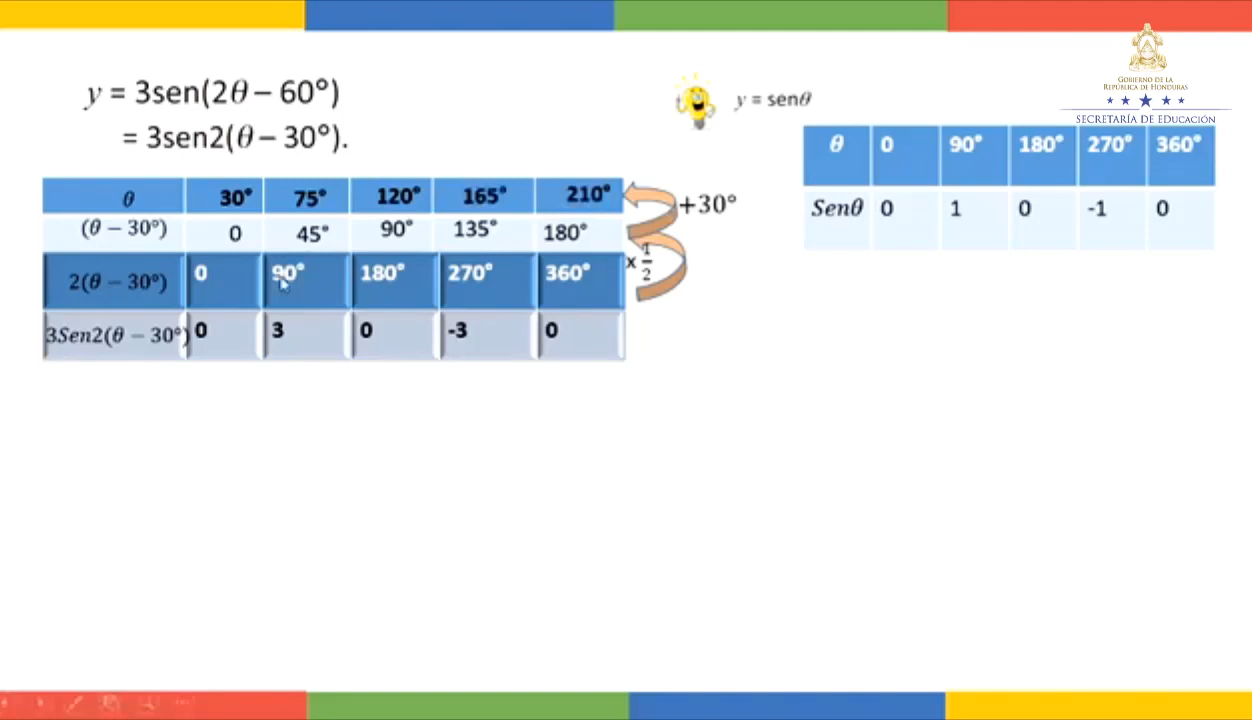 y = 3sen(2θ – 60°)
= 3sen2(θ – 30°).
θ 30° 75° 120° 165° 210°
(θ − 30°) 0 45° 90° 135° 180°
2(θ − 30°) 0 90° 180° 270° 360°
3Sen2(θ − 30°) 0 3 0 -3 0
+30°
x 1/2
y = senθ
θ 0 90° 180° 270° 360°
Senθ 0 1 0 -1 0
GOBIERNO DE LA
REPÚBLICA DE HONDURAS
SECRETARÍA DE EDUCACIÓN